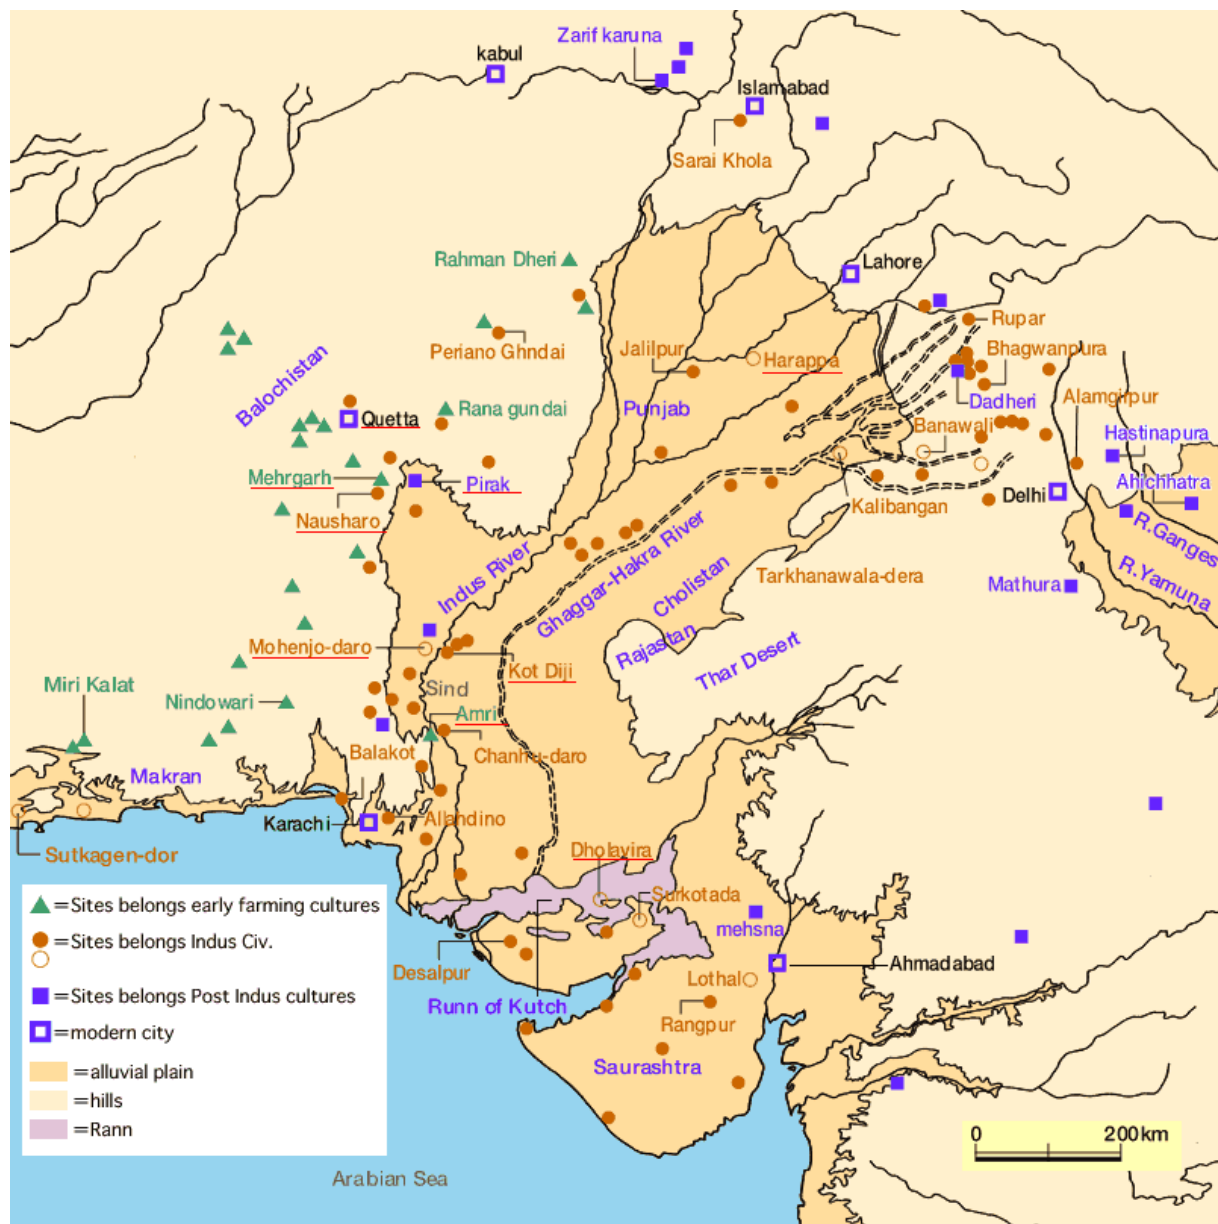 Zarif karuna
kabul
Islamabad
Sarai Khola
Rahman Dheri
Lahore
Rupar
Periano Ghndai
Jalilpur
Harappa
Bhagwanpura
Balochistan
Quetta
Rana gundai
Punjab
Dadheri
Alamgirpur
Banawali
Hastinapura
Mehrgarh
Pirak
Ahichhatra
Nausharo
Kalibangan
Delhi
R.Ganges
Indus River
Ghaggar-Hakra River
Cholistan
Tarkhanawala-dera
Mathura
R.Yamuna
Mohenjo-daro
Rajastan
Thar Desert
Kot Diji
Miri Kalat
Nindowari
Sind
Amri
Balakot
Chanhu-daro
Makran
Karachi
Allahdino
Sutkagen-dor
Dholavira
Surkotada
mehsna
Desalpur
Lothal
Ahmadabad
Runn of Kutch
Rangpur
Saurashtra
=Sites belongs early farming cultures
=Sites belongs Indus Civ.
=Sites belongs Post Indus cultures
=modern city
=alluvial plain
=hills
=Rann
0 200km
Arabian Sea